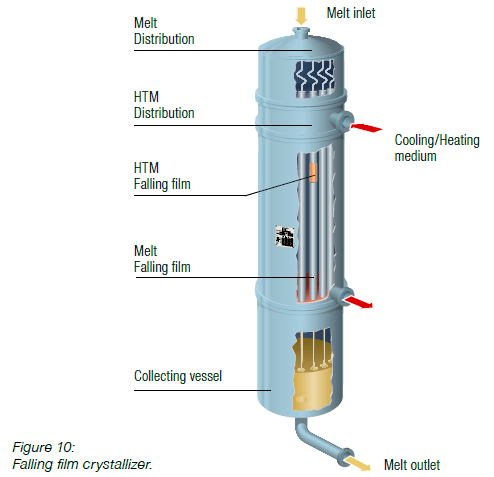 Melt inlet
Melt
Distribution
HTM
Distribution
Cooling/Heating
medium
HTM
Falling film
Melt
Falling film
Collecting vessel
Figure 10:
Falling film crystallizer.
Melt outlet